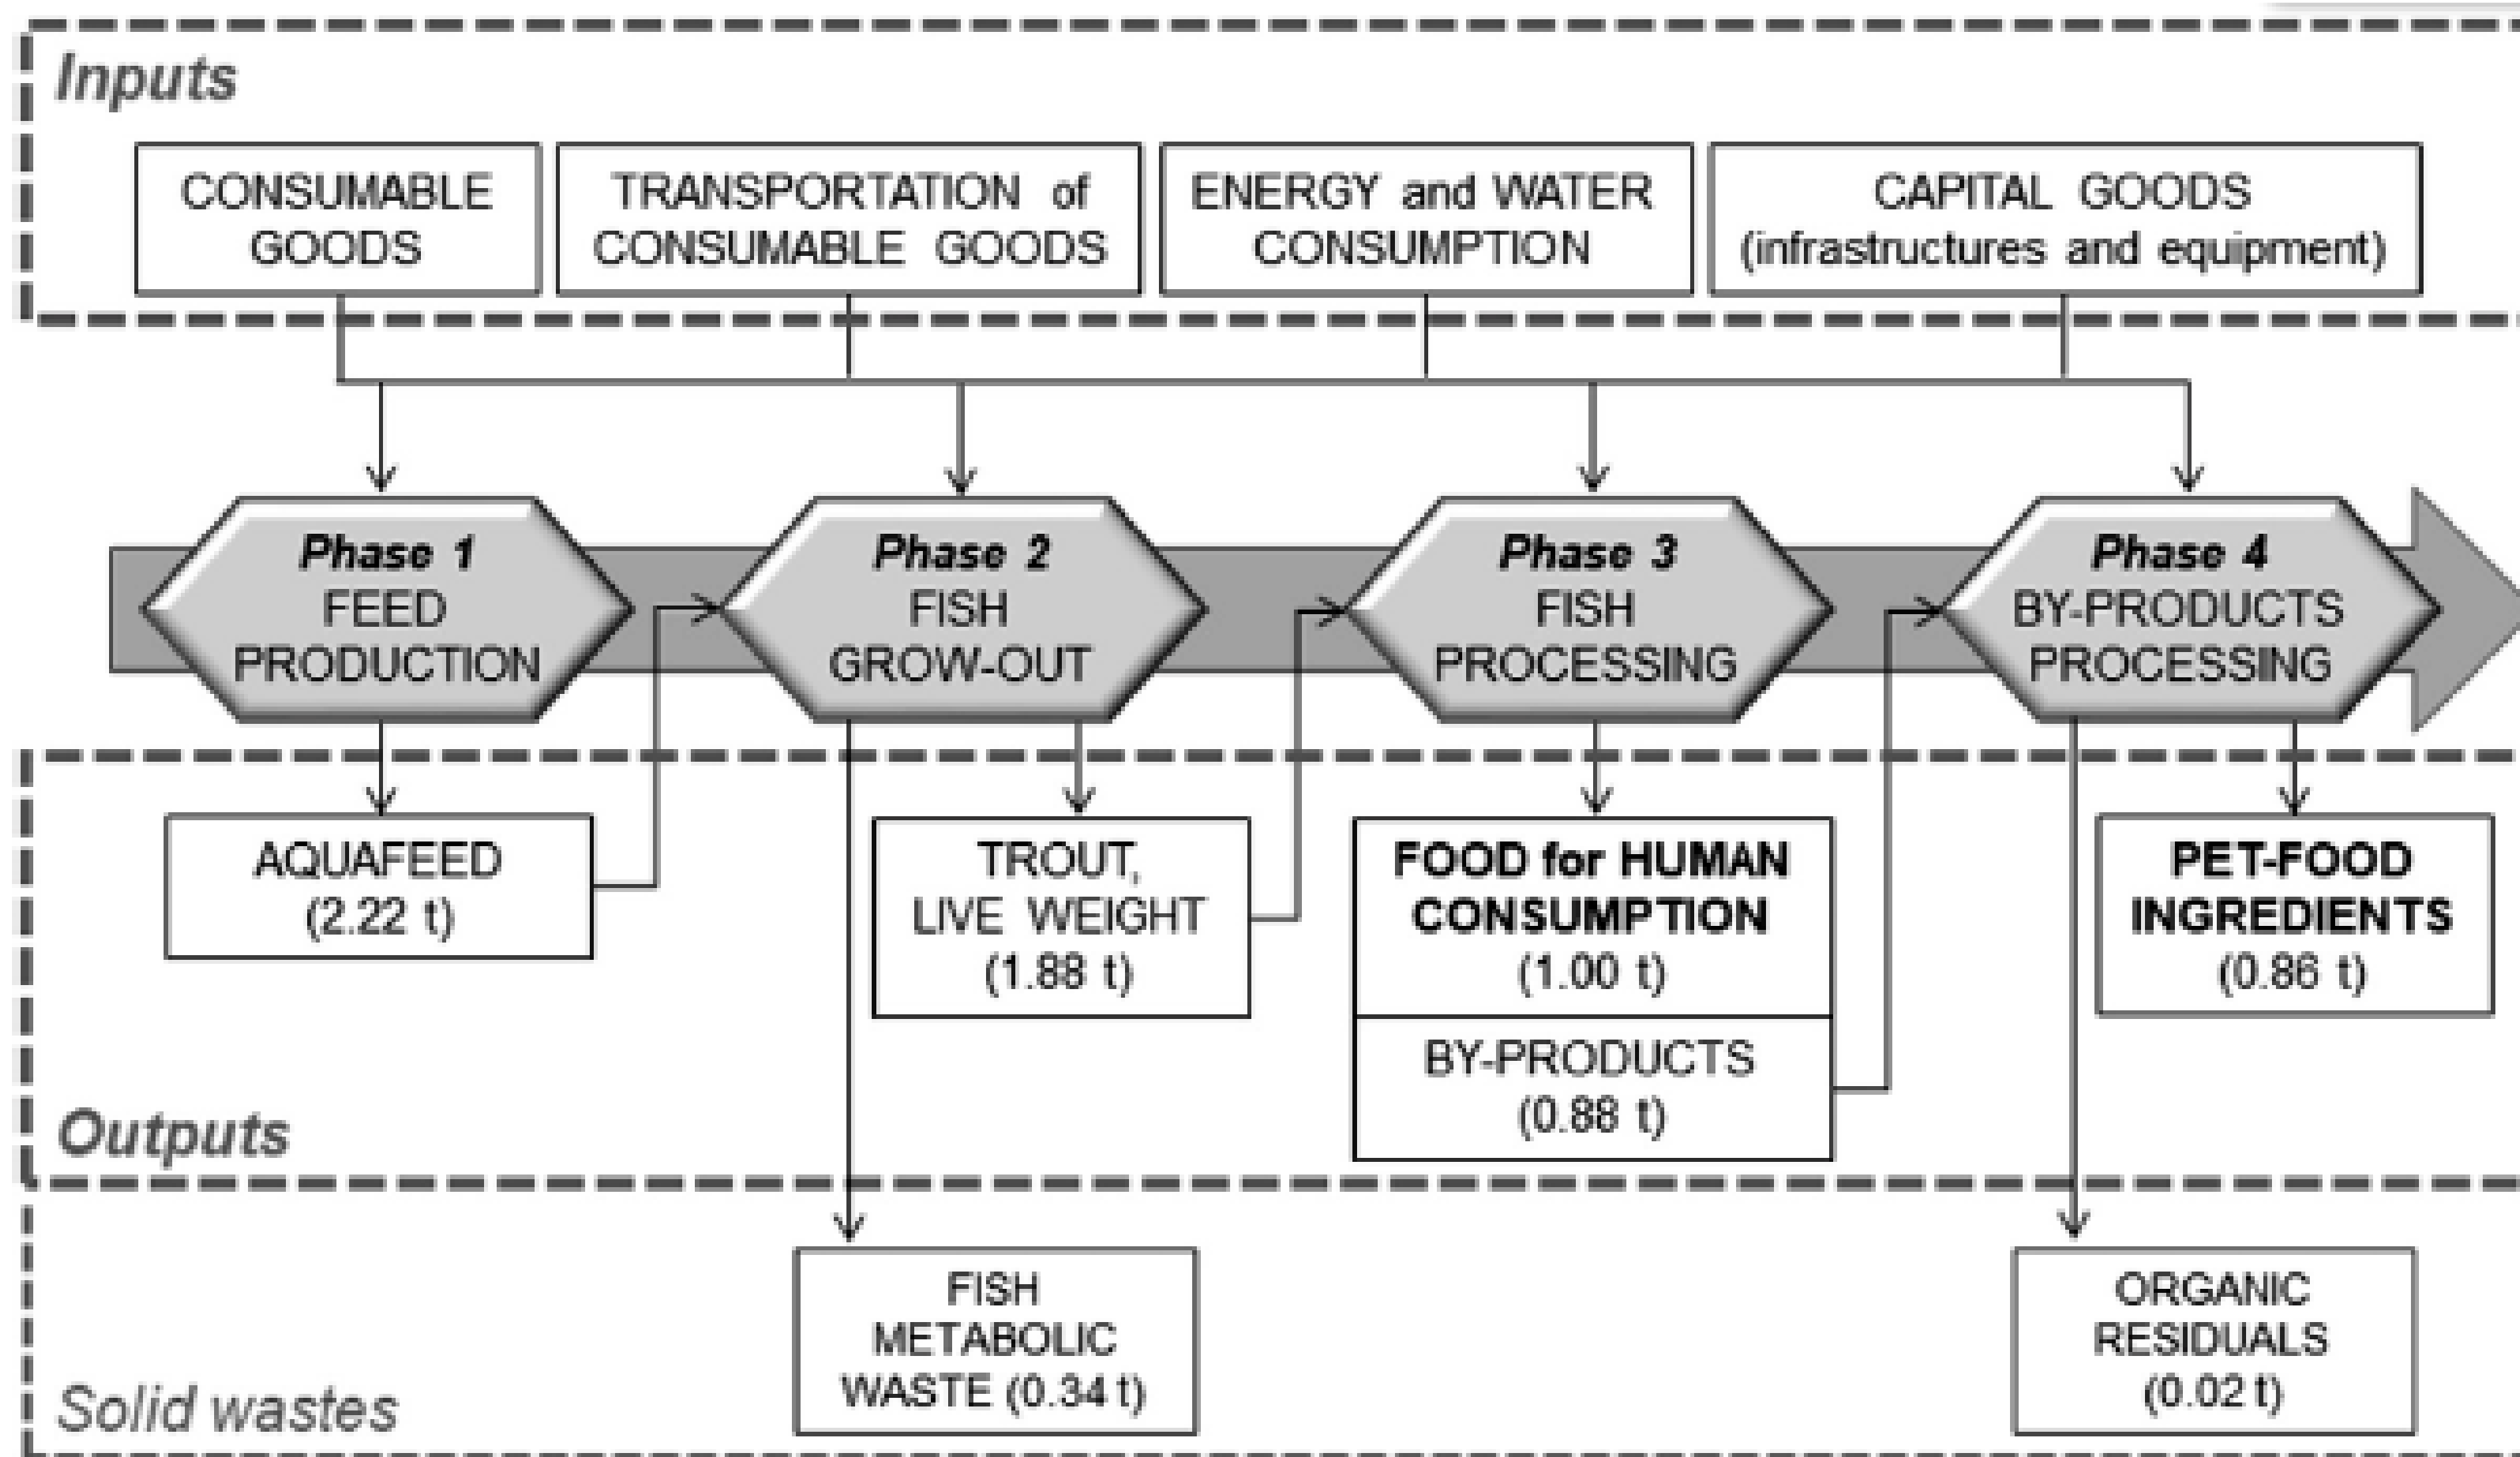 Inputs
CONSUMABLE
GOODS
TRANSPORTATION of
CONSUMABLE GOODS
ENERGY and WATER
CONSUMPTION
CAPITAL GOODS
(infrastructures and equipment)
Phase 1
FEED
PRODUCTION
Phase 2
FISH
GROW-OUT
Phase 3
FISH
PROCESSING
Phase 4
BY-PRODUCTS
PROCESSING
AQUAFEED
(2.22 t)
TROUT,
LIVE WEIGHT
(1.88 t)
FOOD for HUMAN
CONSUMPTION
(1.00 t)
BY-PRODUCTS
(0.88 t)
PET-FOOD
INGREDIENTS
(0.86 t)
Outputs
FISH
METABOLIC
WASTE (0.34 t)
ORGANIC
RESIDUALS
(0.02 t)
Solid wastes